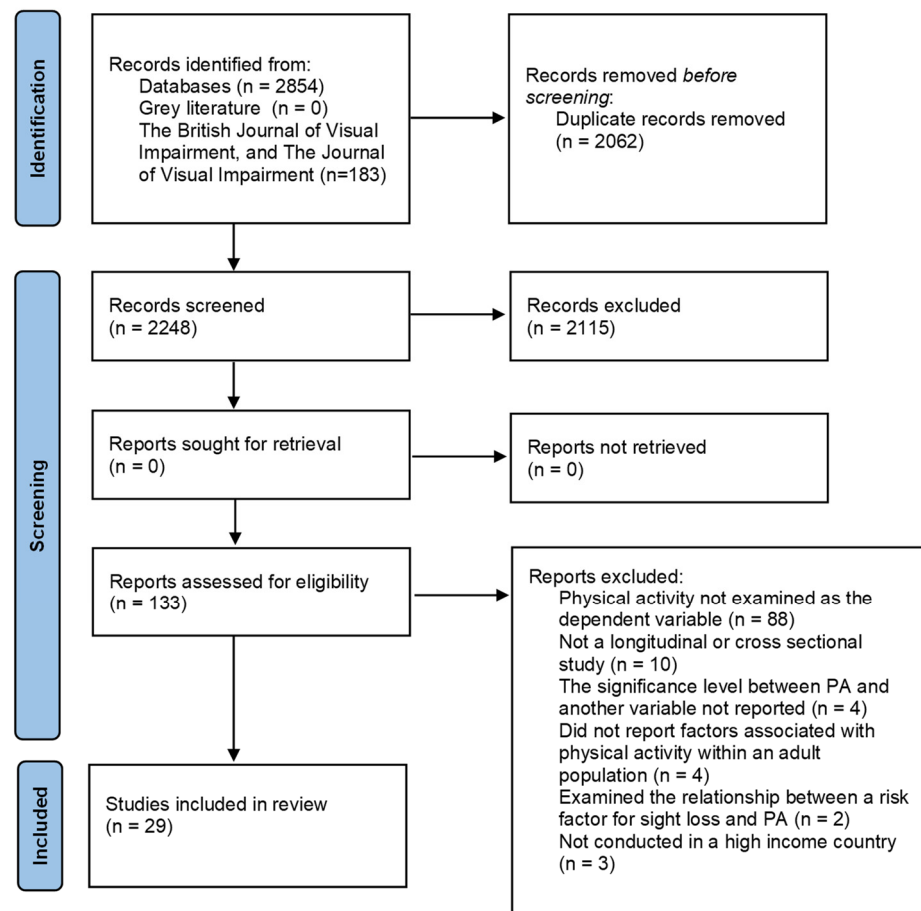 Identification
Records identified from:
Databases (n = 2854)
Grey literature (n = 0)
The British Journal of Visual
Impairment, and The Journal
of Visual Impairment (n=183)
Records removed before
screening:
Duplicate records removed
(n = 2062)
Screening
Records screened
(n = 2248)
Records excluded
(n = 2115)
Reports sought for retrieval
(n = 0)
Reports not retrieved
(n = 0)
Reports assessed for eligibility
(n = 133)
Reports excluded:
Physical activity not examined as the
dependent variable (n = 88)
Not a longitudinal or cross sectional
study (n = 10)
The significance level between PA and
another variable not reported (n = 4)
Did not report factors associated with
physical activity within an adult
population (n = 4)
Examined the relationship between a risk
factor for sight loss and PA (n = 2)
Not conducted in a high income country
(n = 3)
Included
Studies included in review
(n = 29)